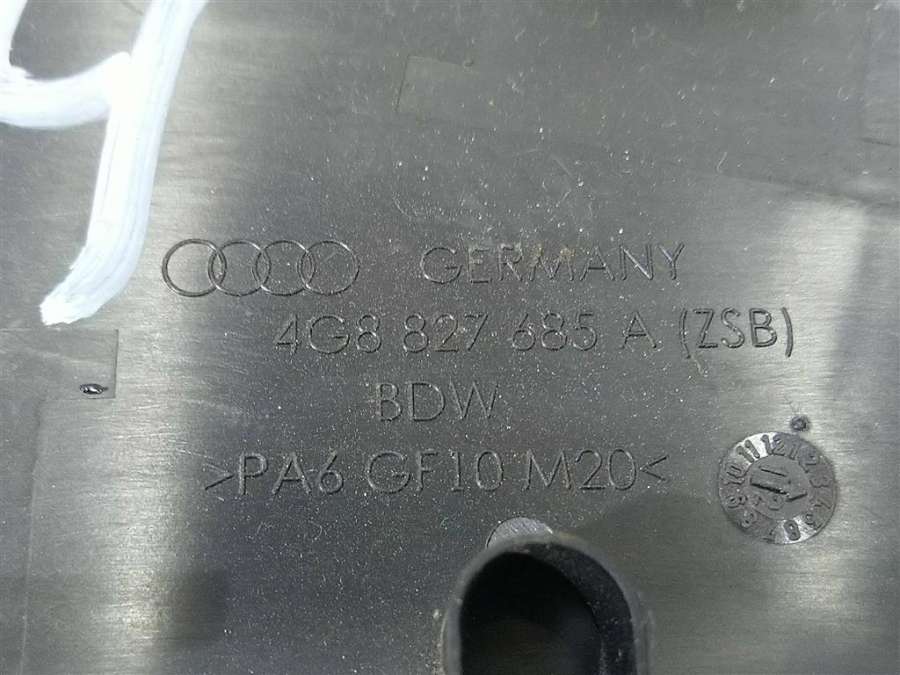 GERMANY
4G8 827 685 A (ZSB)
BDW
>PA6 GF10 M20<